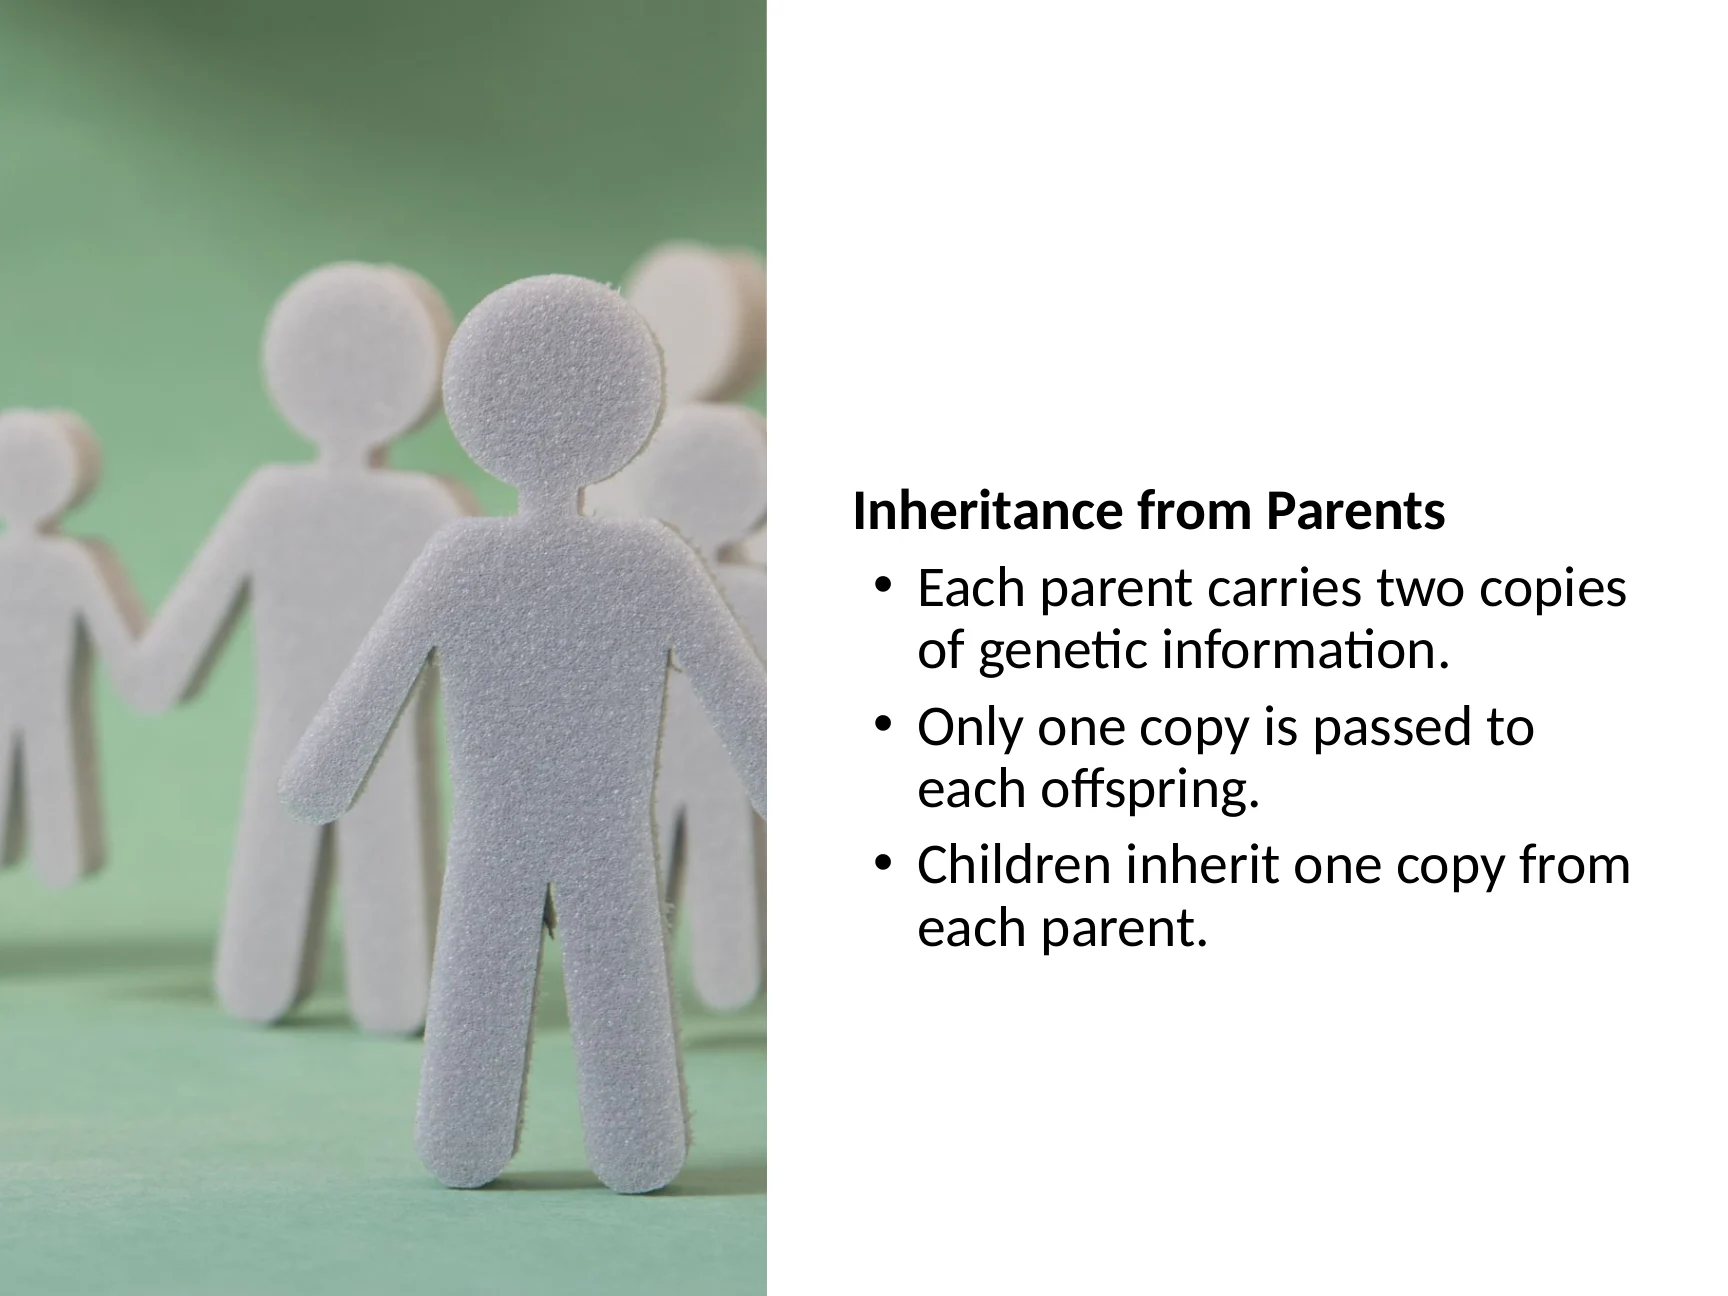 Inheritance from Parents
• Each parent carries two copies
of genetic information.
• Only one copy is passed to
each offspring.
• Children inherit one copy from
each parent.